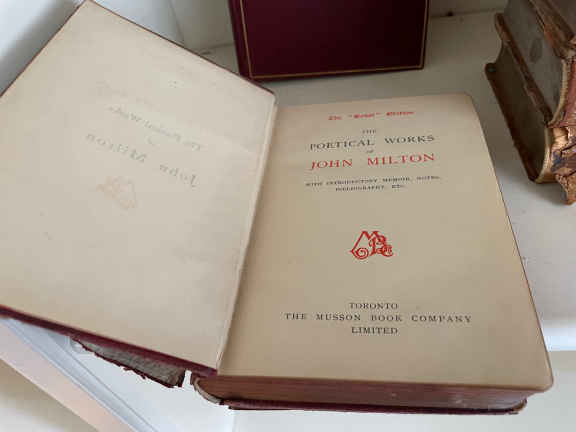 The "Albion" Edition
THE
POETICAL WORKS
OF
JOHN MILTON
WITH INTRODUCTORY MEMOIR, NOTES,
BIBLIOGRAPHY, ETC.
TORONTO
THE MUSSON BOOK COMPANY
LIMITED